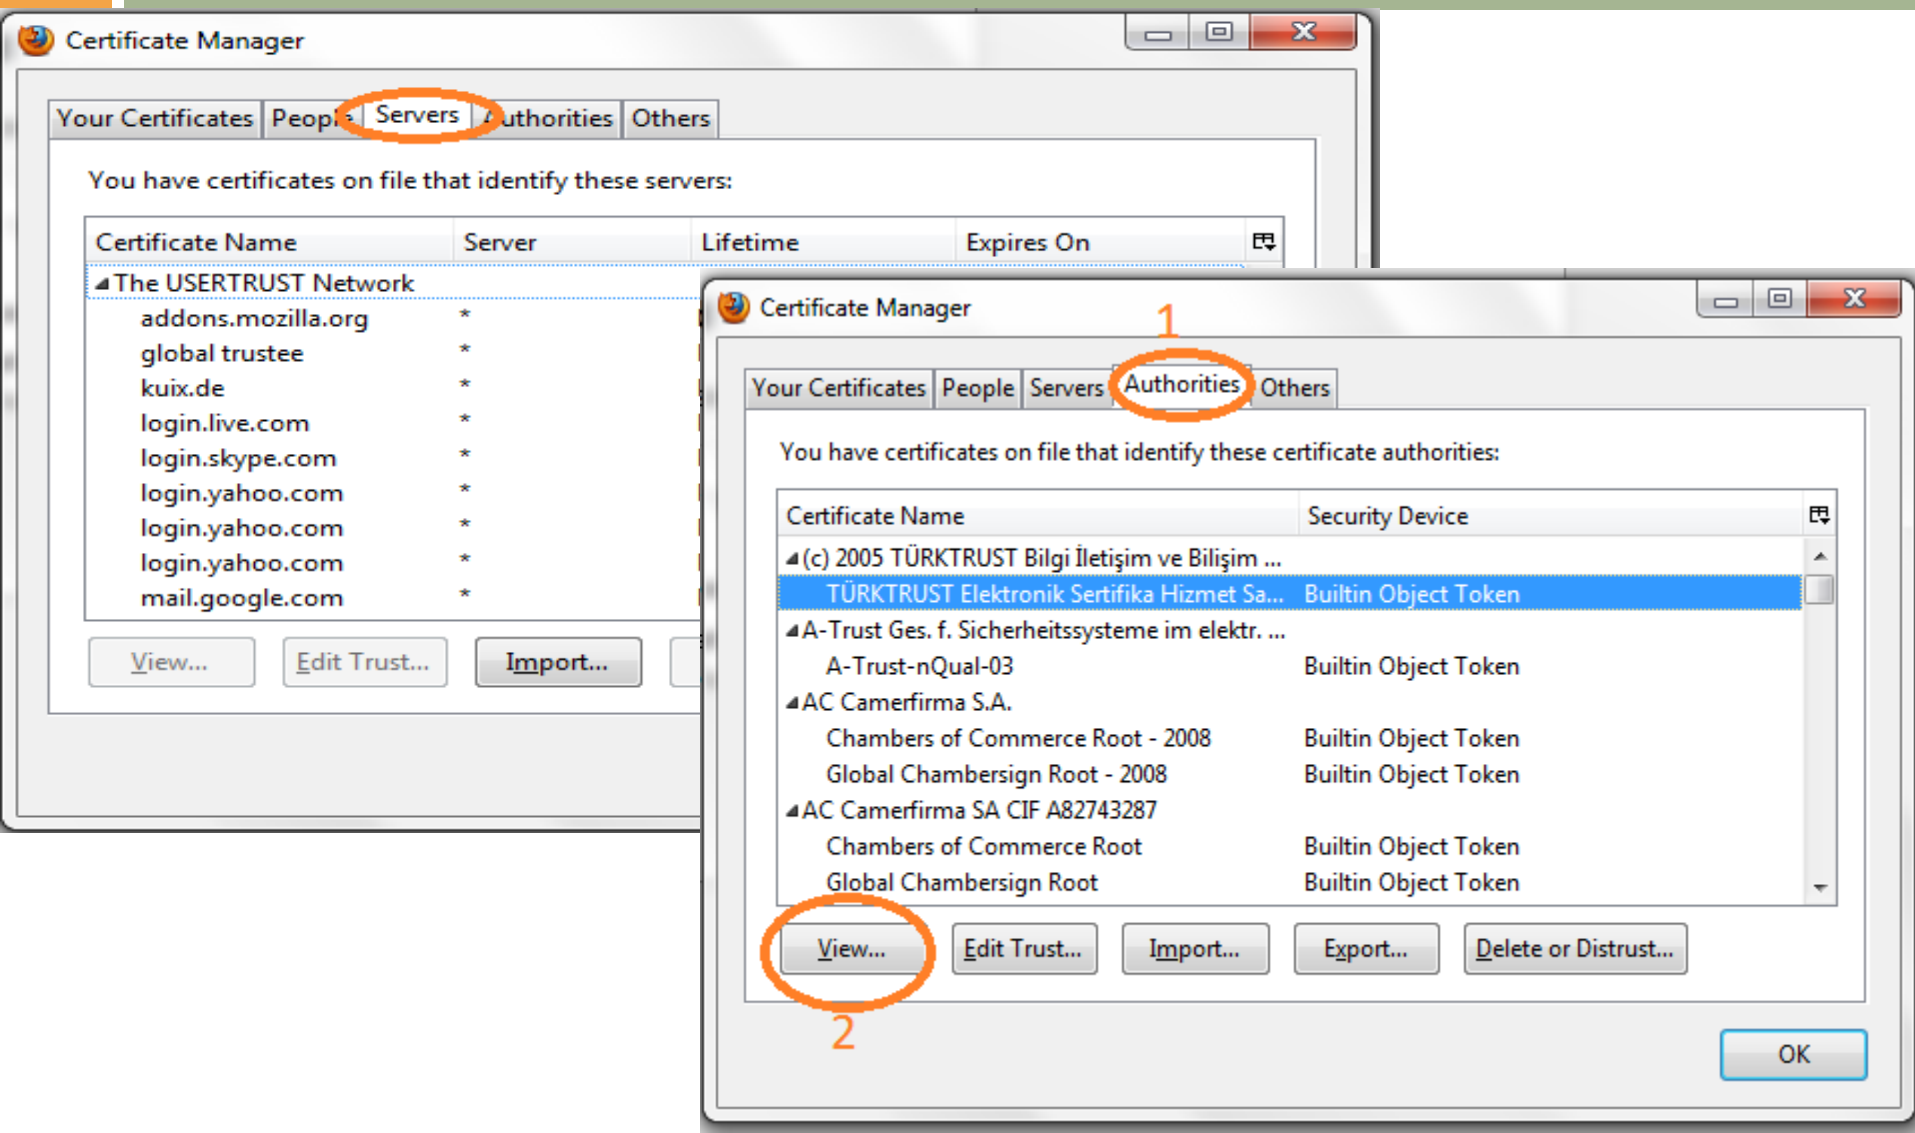 Certificate Manager
Your Certificates People Servers Authorities Others
You have certificates on file that identify these servers:
Certificate Name Server Lifetime Expires On
The USERTRUST Network
addons.mozilla.org *
global trustee *
kuix.de *
login.live.com *
login.skype.com *
login.yahoo.com *
login.yahoo.com *
login.yahoo.com *
mail.google.com *
View... Edit Trust... Import...
Certificate Manager
1
Your Certificates People Servers Authorities Others
You have certificates on file that identify these certificate authorities:
Certificate Name Security Device
(c) 2005 TÜRKTRUST Bilgi İletişim ve Bilişim ...
TÜRKTRUST Elektronik Sertifika Hizmet Sa... Builtin Object Token
A-Trust Ges. f. Sicherheitssysteme im elektr. ...
A-Trust-nQual-03 Builtin Object Token
AC Camerfirma S.A.
Chambers of Commerce Root - 2008 Builtin Object Token
Global Chambersign Root - 2008 Builtin Object Token
AC Camerfirma SA CIF A82743287
Chambers of Commerce Root Builtin Object Token
Global Chambersign Root Builtin Object Token
View... Edit Trust... Import... Export... Delete or Distrust...
2
OK